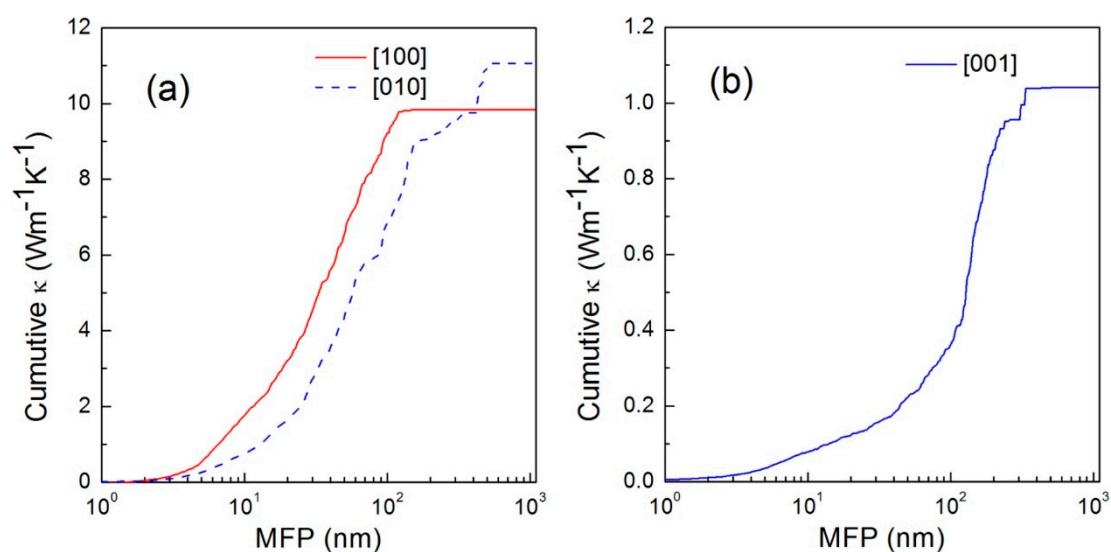 (a)
[100]
[010]
Cumutive κ (Wm⁻¹K⁻¹)
12
10
8
6
4
2
0
10⁰ 10¹ 10² 10³
MFP (nm)
(b)
[001]
Cumutive κ (Wm⁻¹K⁻¹)
1.2
1.0
0.8
0.6
0.4
0.2
0.0
10⁰ 10¹ 10² 10³
MFP (nm)